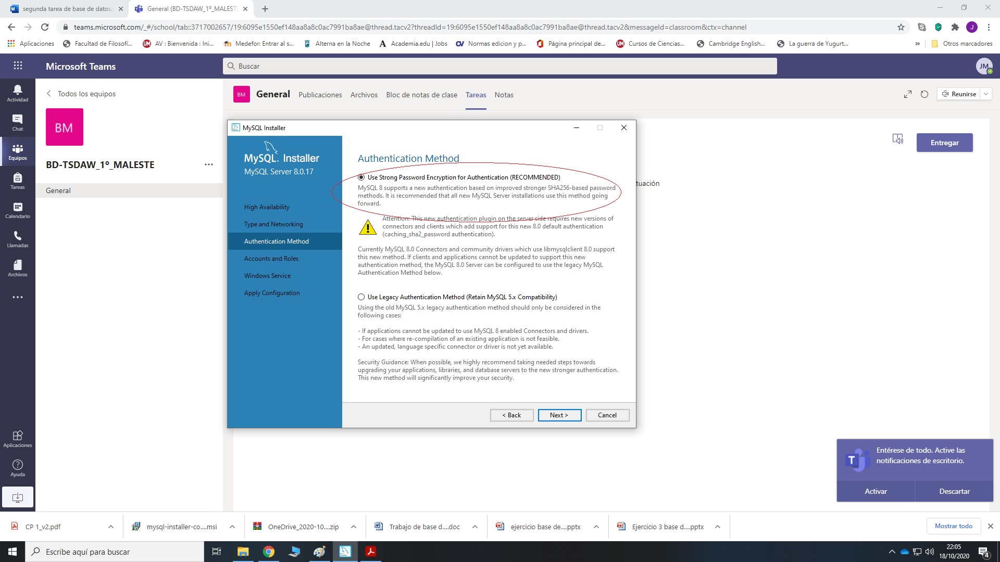 segunda tarea de base de datos.
General (BD-TSDAW_1º_MALESTE
teams.microsoft.com/_#/school/tab::3717002657/19:6095e1550ef148aa8a8c0ac7991ba8ae@thread.tacv2?threadId=19:6095e1550ef148aa8a8c0ac7991ba8ae@thread.tacv2&messageId=classroom&ctx=channel
J
Aplicaciones
Facultad de Filosofí...
AV : Bienvenida : Ini...
Medefor: Entrar al s...
Alterna en la Noche
Academia.edu | Jobs
Normas edicion y p...
Página principal de...
Cursos de Ciencias...
Cambridge English...
La guerra de Yugurt...
»
Otros marcadores
Microsoft Teams
Buscar
JM
Actividad
Chat
Equipos
Tareas
Calendario
Llamadas
Archivos
Aplicaciones
Ayuda
Todos los equipos
BM
BD-TSDAW_1º_MALESTE
General
BM
General
Publicaciones
Archivos
Bloc de notas de clase
Tareas
Notas
Reunirse
Entregar
tuación
MySQL Installer
MySQL. Installer
MySQL Server 8.0.17
High Availability
Type and Networking
Authentication Method
Accounts and Roles
Windows Service
Apply Configuration
Authentication Method
Use Strong Password Encryption for Authentication (RECOMMENDED)
MySQL 8 supports a new authentication based on improved stronger SHA256-based password
methods. It is recommended that all new MySQL Server installations use this method going
forward.
Attention: This new authentication plugin on the server side requires new versions of
connectors and clients which add support for this new 8.0 default authentication
(caching_sha2_password authentication).
Currently MySQL 8.0 Connectors and community drivers which use libmysqlclient 8.0 support
this new method. If clients and applications cannot be updated to support this new
authentication method, the MySQL 8.0 Server can be configured to use the legacy MySQL
Authentication Method below.
Use Legacy Authentication Method (Retain MySQL 5.x Compatibility)
Using the old MySQL 5.x legacy authentication method should only be considered in the
following cases:
- If applications cannot be updated to use MySQL 8 enabled Connectors and drivers.
- For cases where re-compilation of an existing application is not feasible.
- An updated, language specific connector or driver is not yet available.
Security Guidance: When possible, we highly recommend taking needed steps towards
upgrading your applications, libraries, and database servers to the new stronger authentication.
This new method will significantly improve your security.
< Back
Next >
Cancel
Entérese de todo. Active las
notificaciones de escritorio.
Activar
Descartar
CP 1_v2.pdf
mysql-installer-co....msi
OneDrive_2020-10....zip
Trabajo de base d....doc
ejercicio base de....pptx
Ejercicio 3 base d....pptx
Mostrar todo
Escribe aquí para buscar
22:05
18/10/2020
4